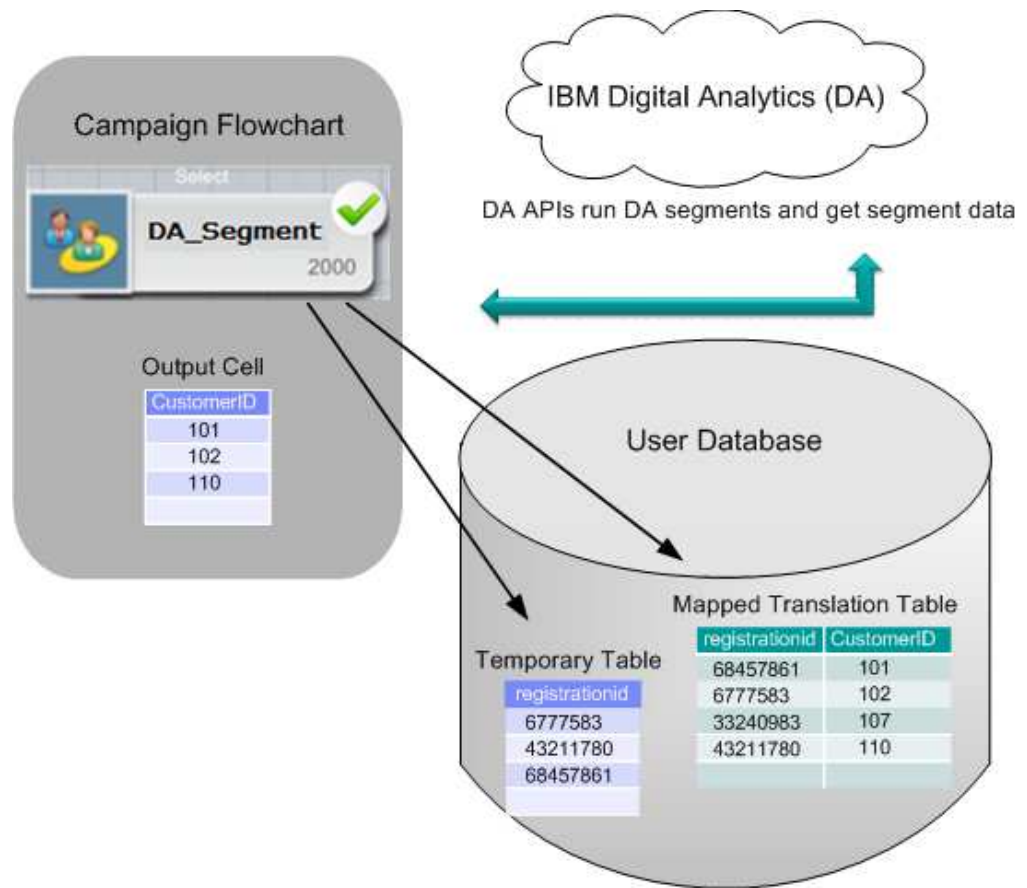 Campaign Flowchart
Select
DA_Segment
2000
Output Cell
CustomerID
101
102
110
IBM Digital Analytics (DA)
DA APIs run DA segments and get segment data
User Database
Temporary Table
registrationid
6777583
43211780
68457861
Mapped Translation Table
registrationid CustomerID
68457861 101
6777583 102
33240983 107
43211780 110